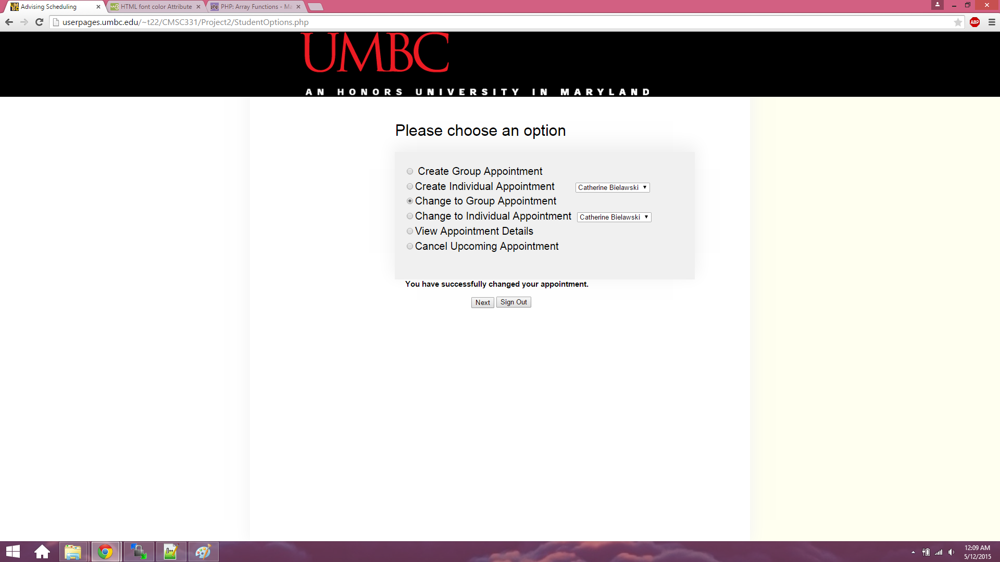 Advising Scheduling
HTML font color Attribute
php PHP: Array Functions - Ma
userpages.umbc.edu/~t22/CMSC331/Project2/StudentOptions.php
ABP
UMBC
AN HONORS UNIVERSITY IN MARYLAND
Please choose an option
Create Group Appointment
Create Individual Appointment Catherine Bielawski
Change to Group Appointment
Change to Individual Appointment Catherine Bielawski
View Appointment Details
Cancel Upcoming Appointment
You have successfully changed your appointment.
Next Sign Out
12:09 AM
5/12/2015